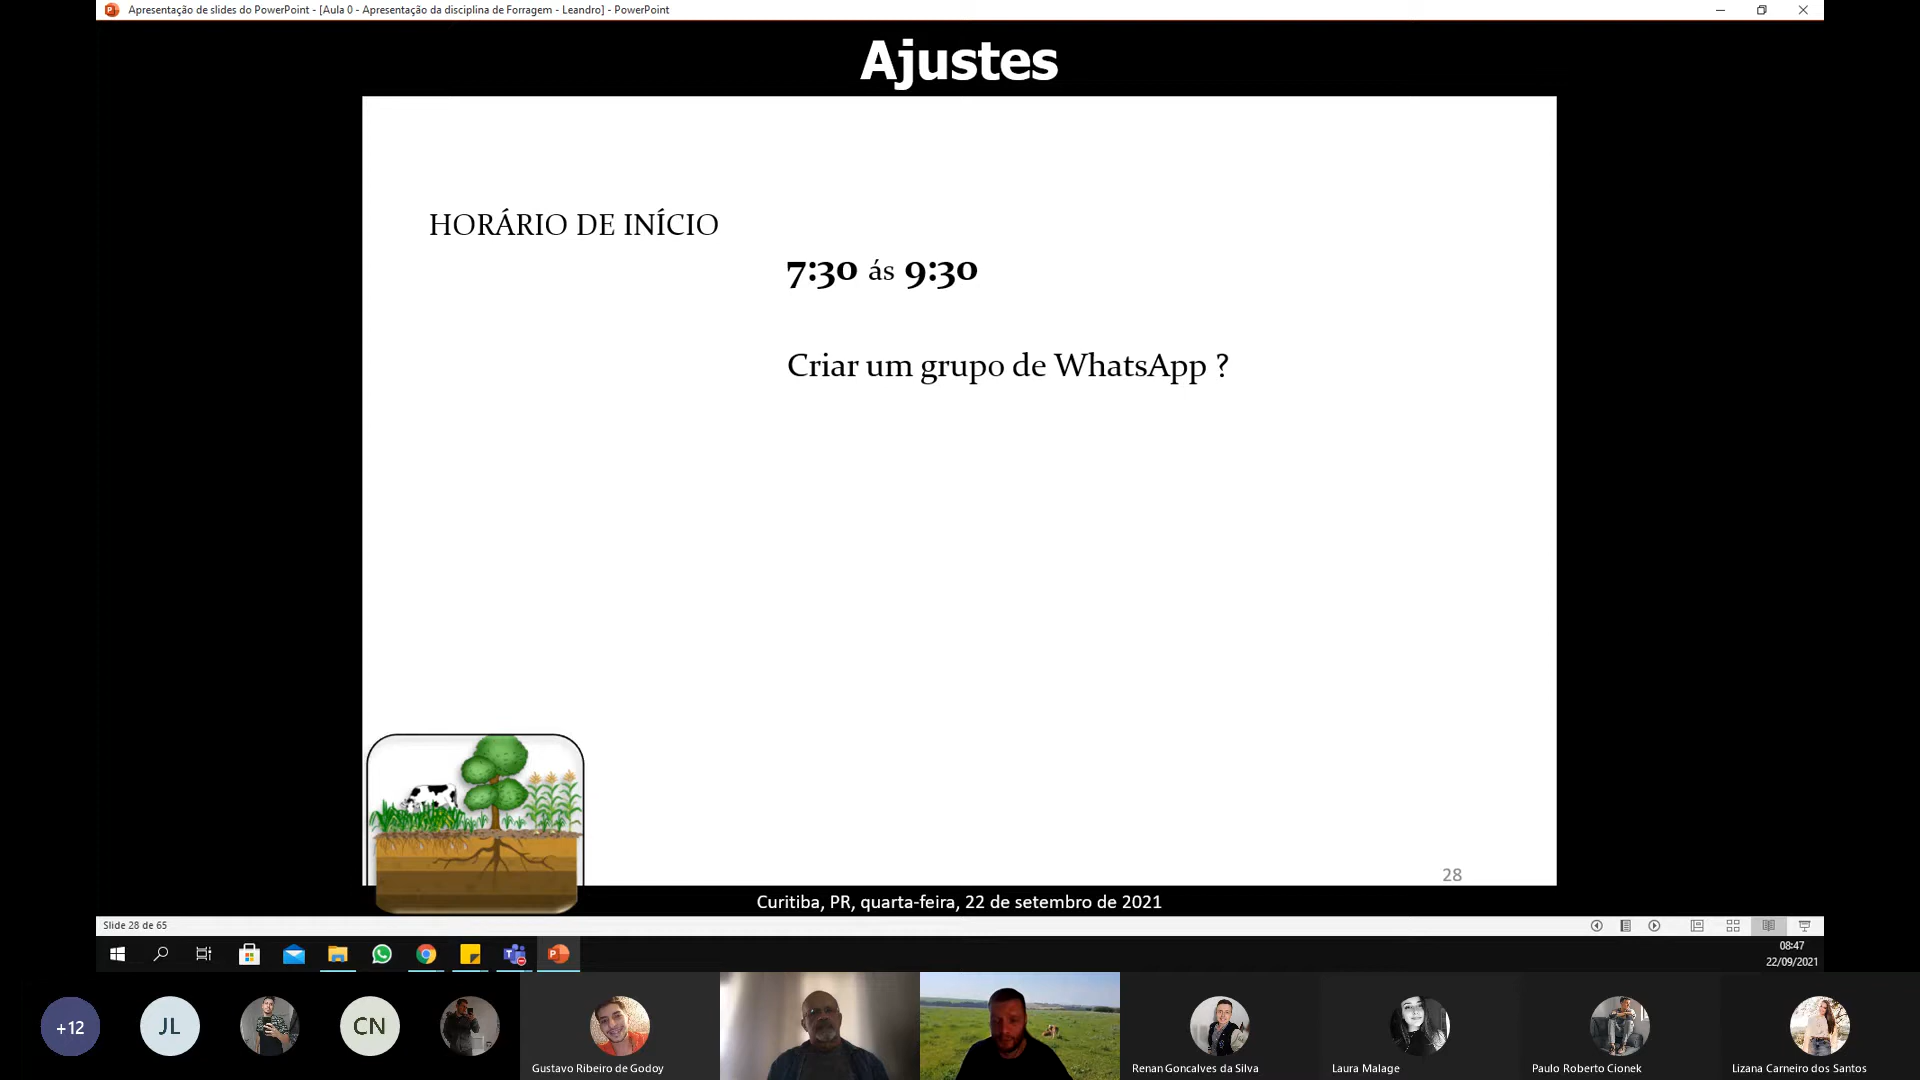 Apresentação de slides do PowerPoint - [Aula 0 - Apresentação da disciplina de Forragem - Leandro] - PowerPoint
Ajustes
HORÁRIO DE INÍCIO
7:30 ás 9:30
Criar um grupo de WhatsApp ?
28
Curitiba, PR, quarta-feira, 22 de setembro de 2021
Slide 28 de 65
08:47
22/09/2021
+12
JL
CN
Gustavo Ribeiro de Godoy
Renan Goncalves da Silva
Laura Malage
Paulo Roberto Cionek
Lizana Carneiro dos Santos